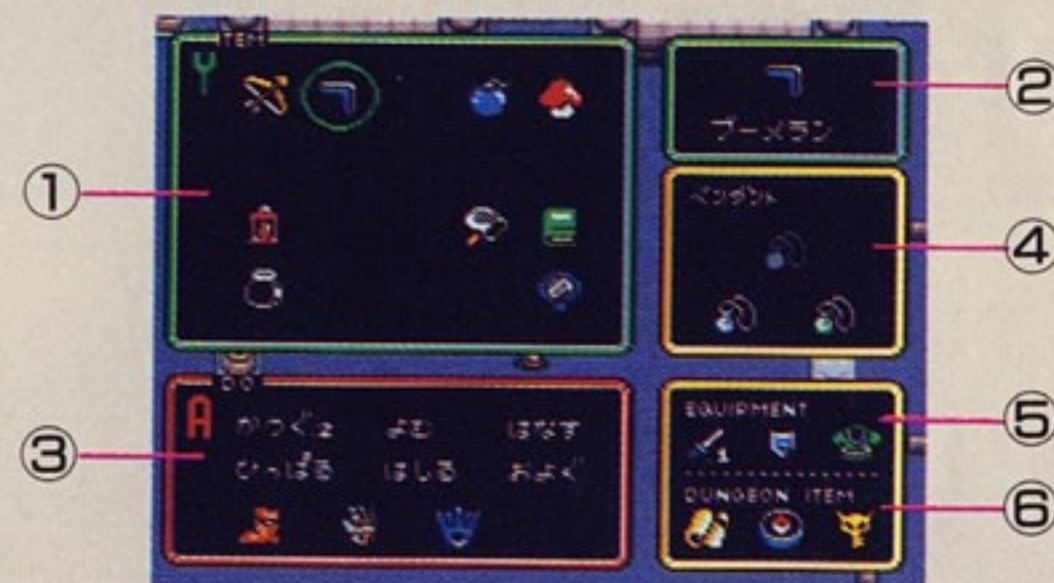 ITEM
Y
①
②
ブーメラン
ペンダント
④
DO
A
③
かつぐ2 よむ はなす
ひっぱる はしる およぐ
EQUIPMENT
1
⑤
DUNGEON ITEM
⑥